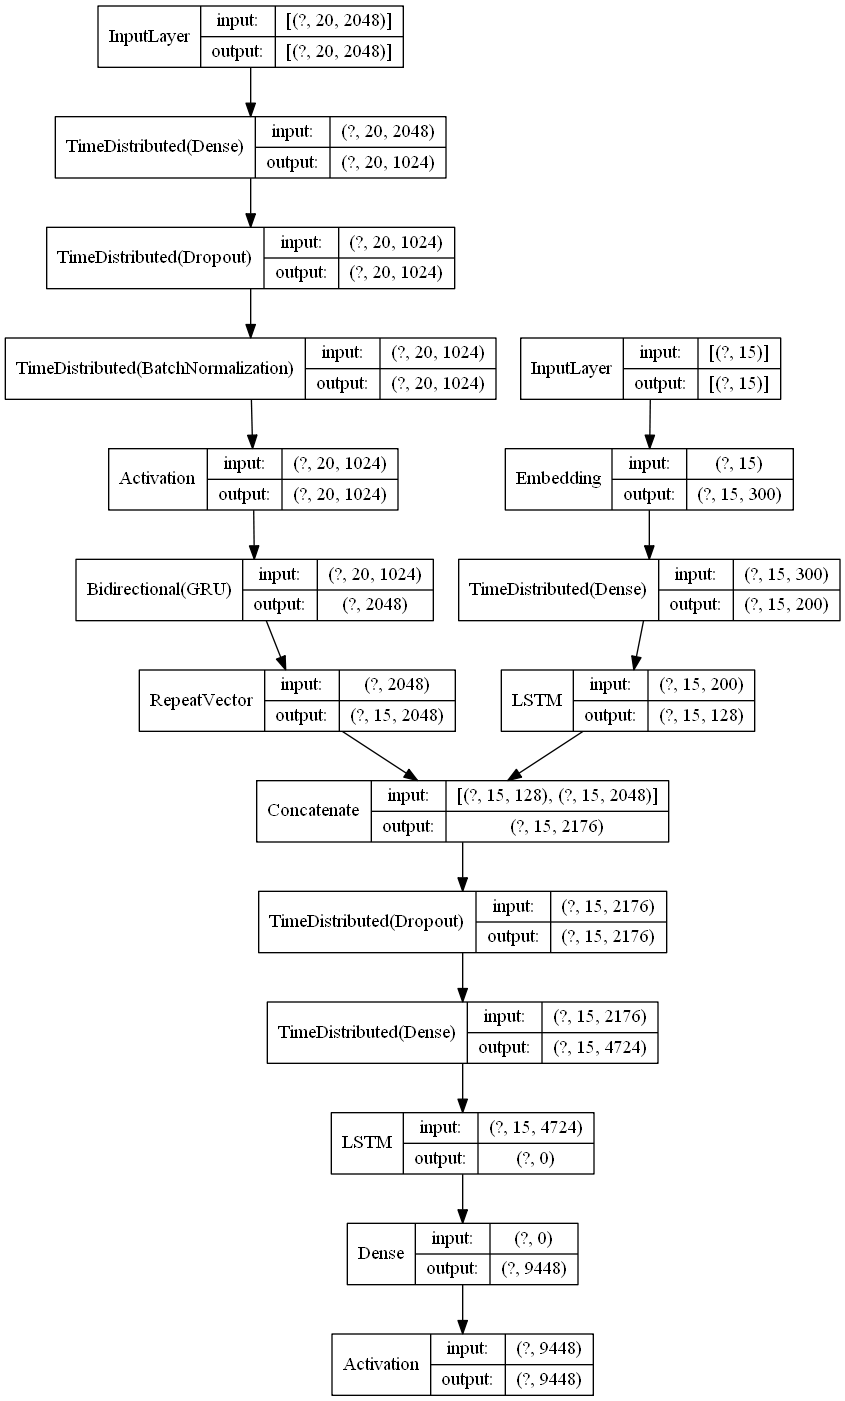 InputLayer
input: [(?, 20, 2048)]
output: [(?, 20, 2048)]
TimeDistributed(Dense)
input: (?, 20, 2048)
output: (?, 20, 1024)
TimeDistributed(Dropout)
input: (?, 20, 1024)
output: (?, 20, 1024)
TimeDistributed(BatchNormalization)
input: (?, 20, 1024)
output: (?, 20, 1024)
InputLayer
input: [(?, 15)]
output: [(?, 15)]
Activation
input: (?, 20, 1024)
output: (?, 20, 1024)
Embedding
input: (?, 15)
output: (?, 15, 300)
Bidirectional(GRU)
input: (?, 20, 1024)
output: (?, 2048)
TimeDistributed(Dense)
input: (?, 15, 300)
output: (?, 15, 200)
RepeatVector
input: (?, 2048)
output: (?, 15, 2048)
LSTM
input: (?, 15, 200)
output: (?, 15, 128)
Concatenate
input: [(?, 15, 128), (?, 15, 2048)]
output: (?, 15, 2176)
TimeDistributed(Dropout)
input: (?, 15, 2176)
output: (?, 15, 2176)
TimeDistributed(Dense)
input: (?, 15, 2176)
output: (?, 15, 4724)
LSTM
input: (?, 15, 4724)
output: (?, 0)
Dense
input: (?, 0)
output: (?, 9448)
Activation
input: (?, 9448)
output: (?, 9448)